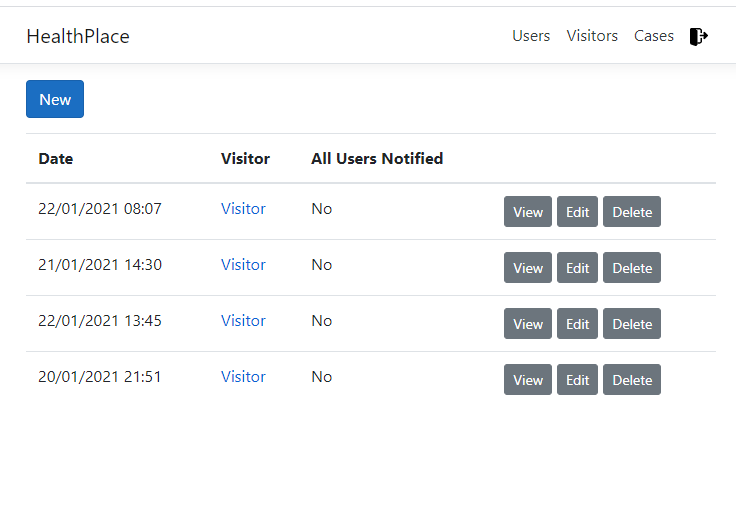 HealthPlace Users Visitors Cases
New
Date Visitor All Users Notified
22/01/2021 08:07 Visitor No View Edit Delete
21/01/2021 14:30 Visitor No View Edit Delete
22/01/2021 13:45 Visitor No View Edit Delete
20/01/2021 21:51 Visitor No View Edit Delete